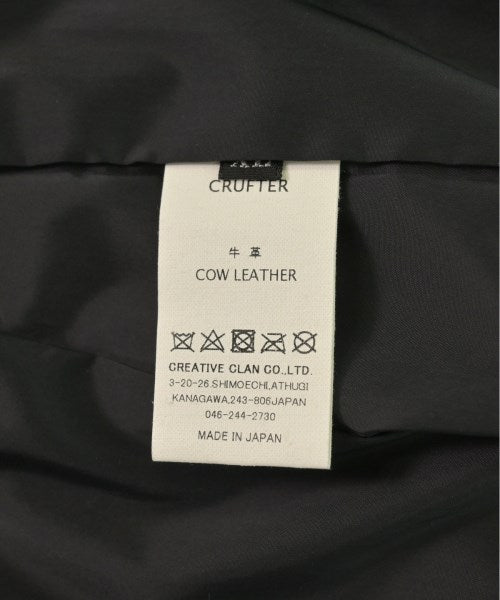 CRUFTER
牛革
COW LEATHER
CREATIVE CLAN CO.,LTD.
3-20-26.SHIMOECHI,ATHUGI
KANAGAWA,243-806JAPAN
046-244-2730
MADE IN JAPAN